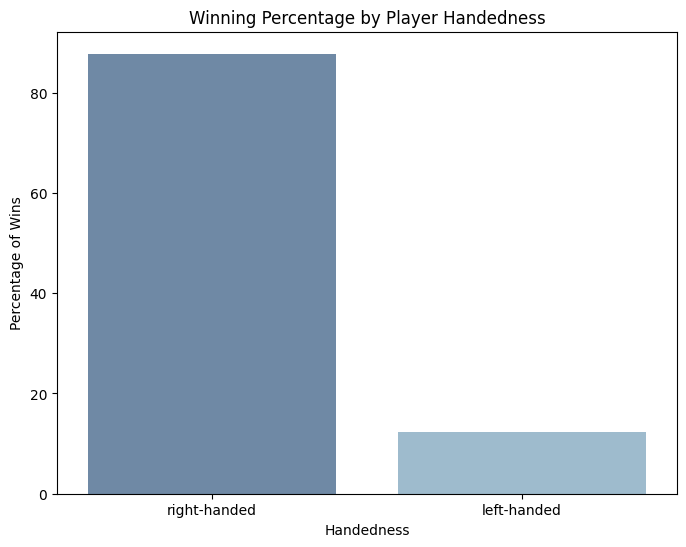 Winning Percentage by Player Handedness
Percentage of Wins
80
60
40
20
0
right-handed
left-handed
Handedness